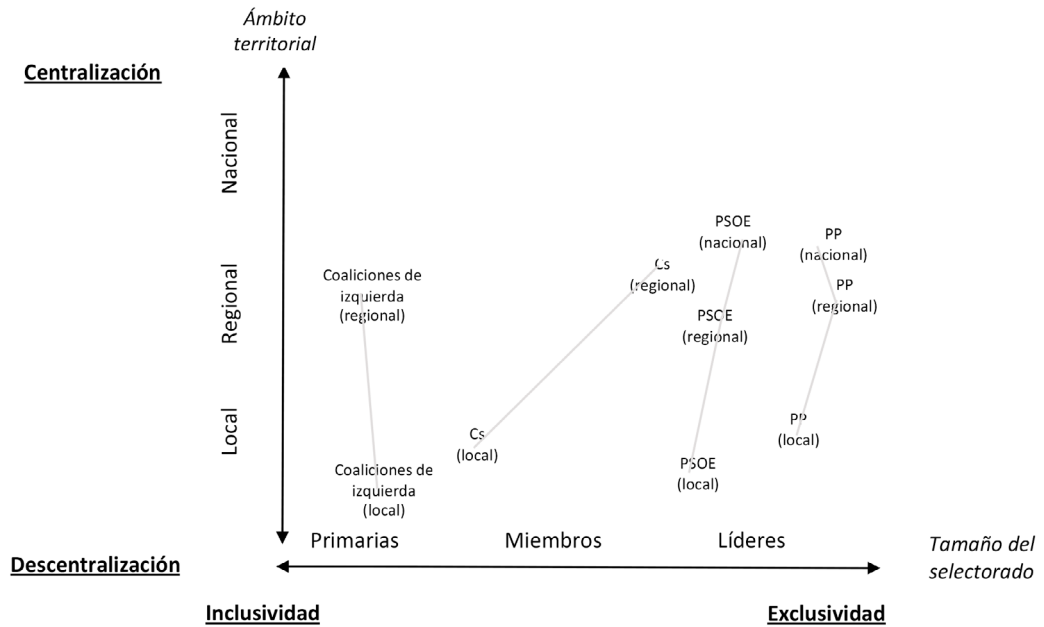 Ámbito
territorial
Centralización
Nacional
Regional
Local
PSOE
(nacional)
PP
(nacional)
Cs
(regional)
Coaliciones de
izquierda
(regional)
PP
(regional)
PSOE
(regional)
Cs
(local)
PP
(local)
Coaliciones de
izquierda
(local)
PSOE
(local)
Primarias
Miembros
Líderes
Tamaño del
selectorado
Descentralización
Inclusividad
Exclusividad